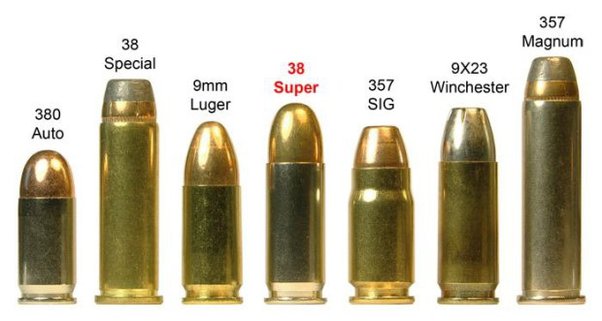 380
Auto
38
Special
9mm
Luger
38
Super
357
SIG
9X23
Winchester
357
Magnum